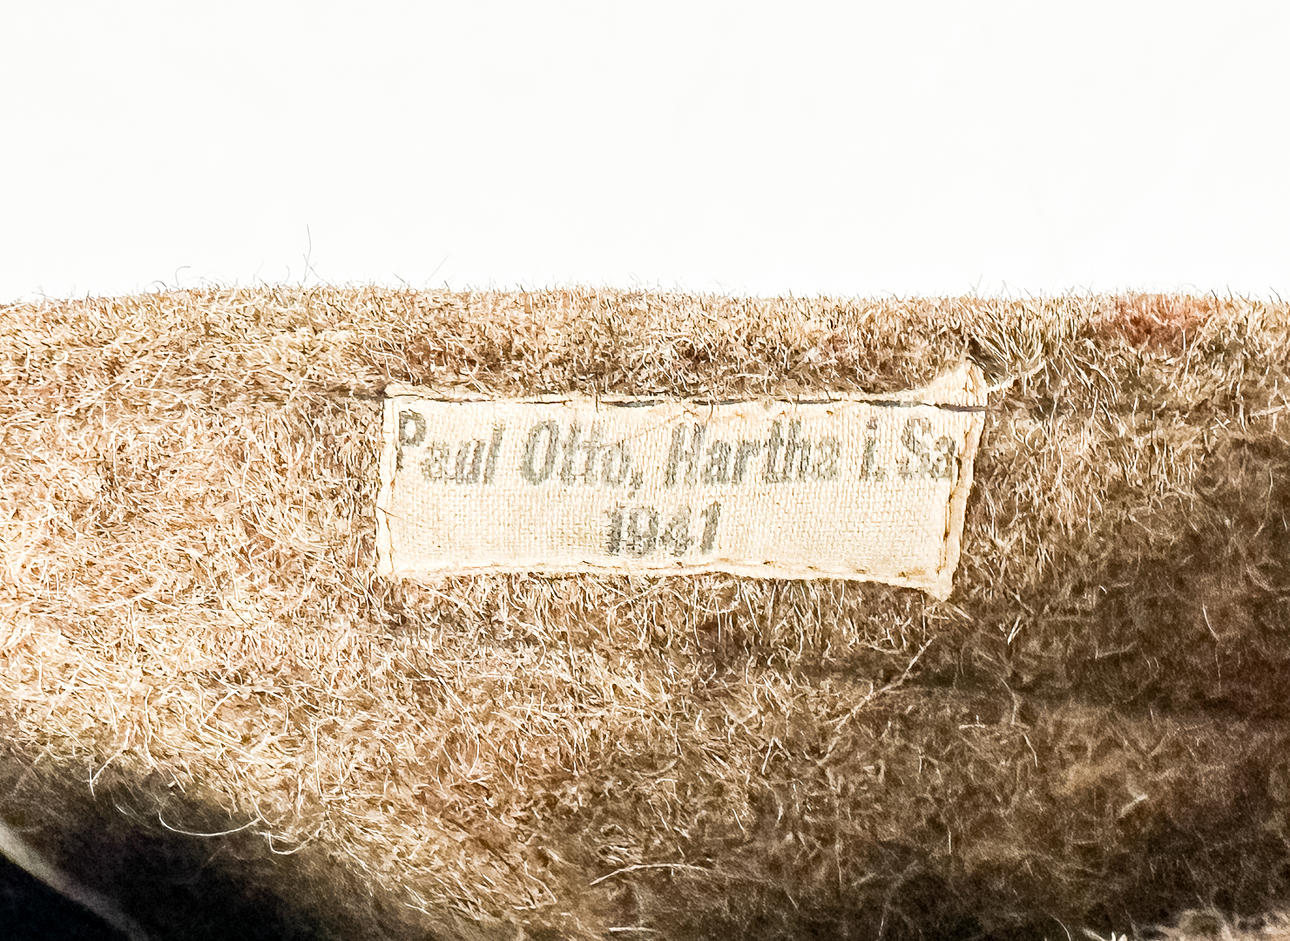 Paul Otto, Hartha i. Sa
1941